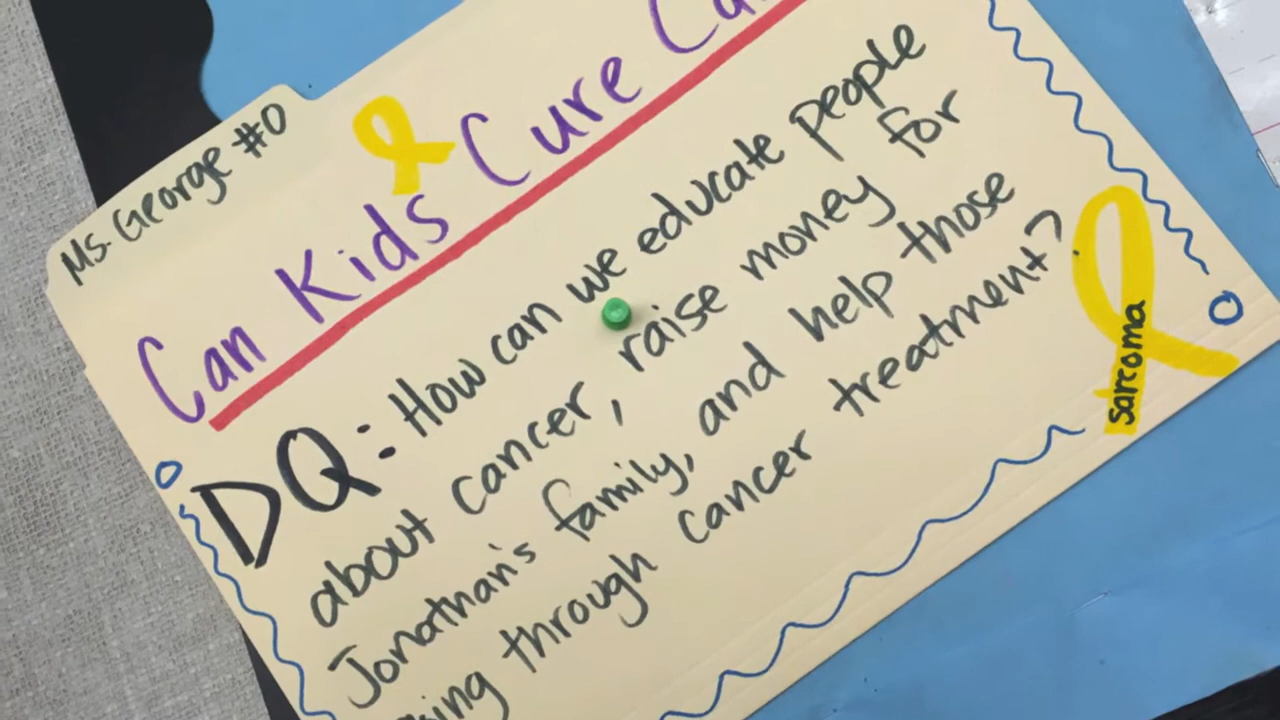 Ms. George #0
Can Kids Cure Ca
DQ: How can we educate people
about cancer, raise money for
Jonathan's family, and help those
going through cancer treatment?
sarcoma